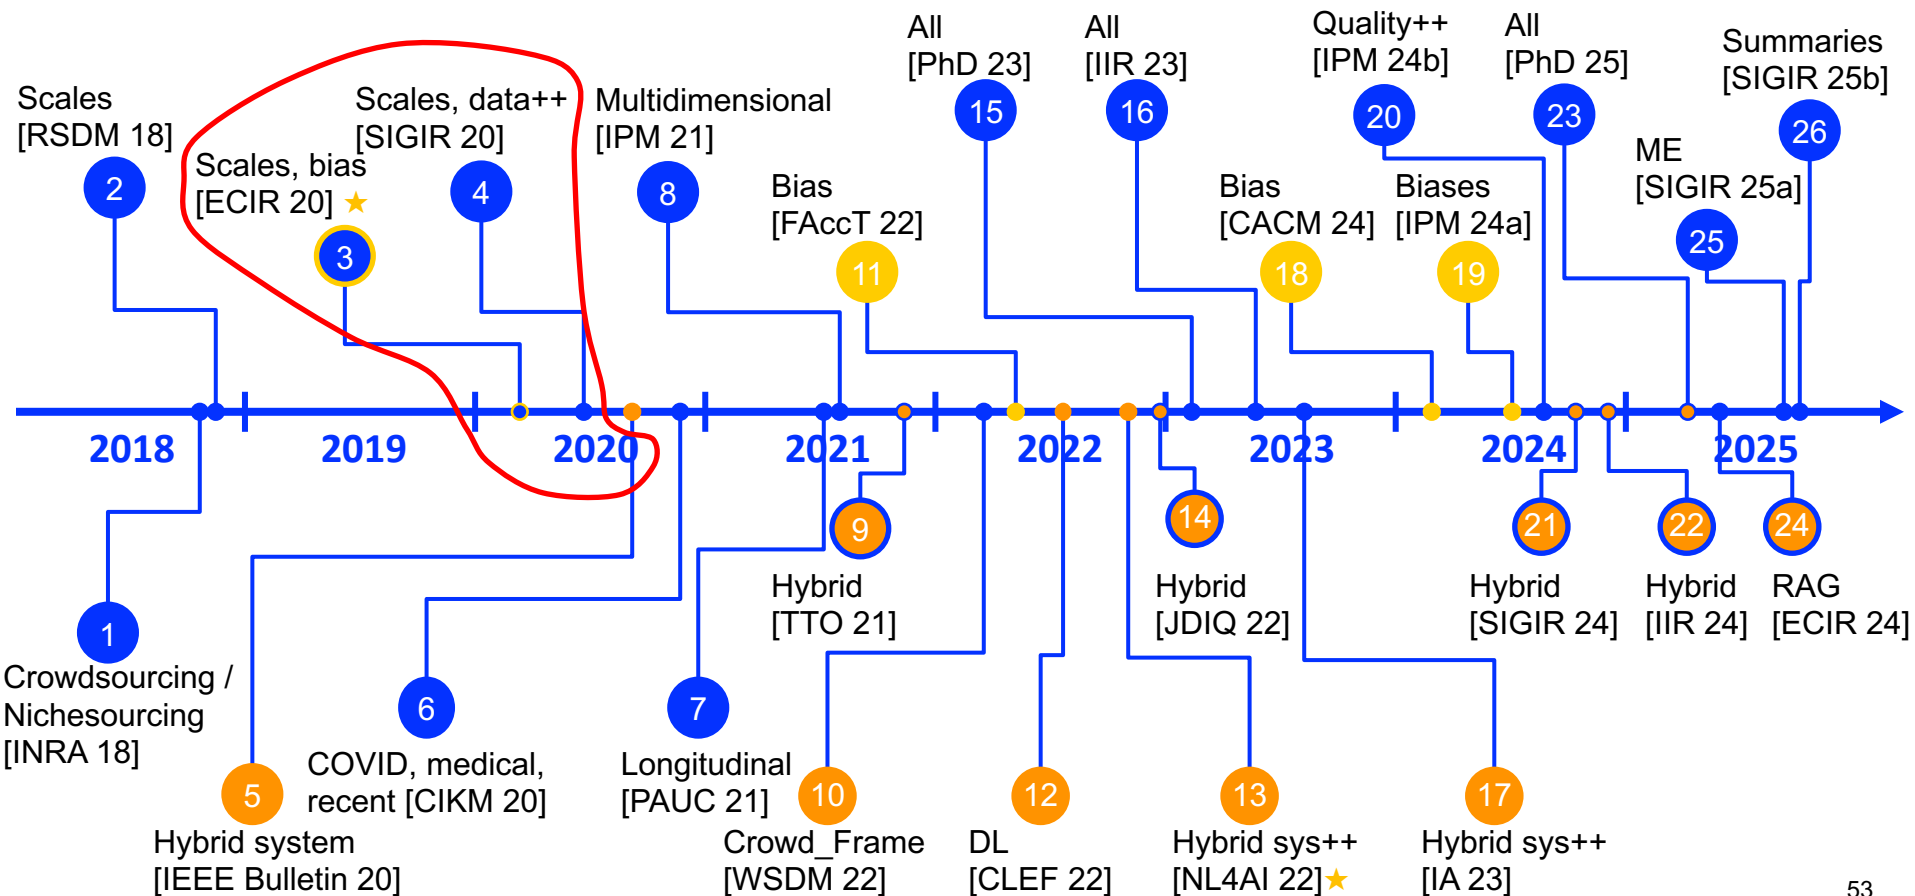 Scales
[RSDM 18]
2
Scales, bias
[ECIR 20]
3
Scales, data++
[SIGIR 20]
4
Multidimensional
[IPM 21]
8
Bias
[FAccT 22]
11
All
[PhD 23]
15
All
[IIR 23]
16
Bias
[CACM 24]
18
Quality++
[IPM 24b]
20
Biases
[IPM 24a]
19
All
[PhD 25]
23
ME
[SIGIR 25a]
25
Summaries
[SIGIR 25b]
26
2018
2019
2020
2021
2022
2023
2024
2025
1
Crowdsourcing /
Nichesourcing
[INRA 18]
5
Hybrid system
[IEEE Bulletin 20]
6
COVID, medical,
recent [CIKM 20]
7
Longitudinal
[PAUC 21]
9
Hybrid
[TTO 21]
10
Crowd_Frame
[WSDM 22]
12
DL
[CLEF 22]
14
Hybrid
[JDIQ 22]
13
Hybrid sys++
[NL4AI 22]
17
Hybrid sys++
[IA 23]
21
Hybrid
[SIGIR 24]
22
Hybrid
[IIR 24]
24
RAG
[ECIR 24]
53